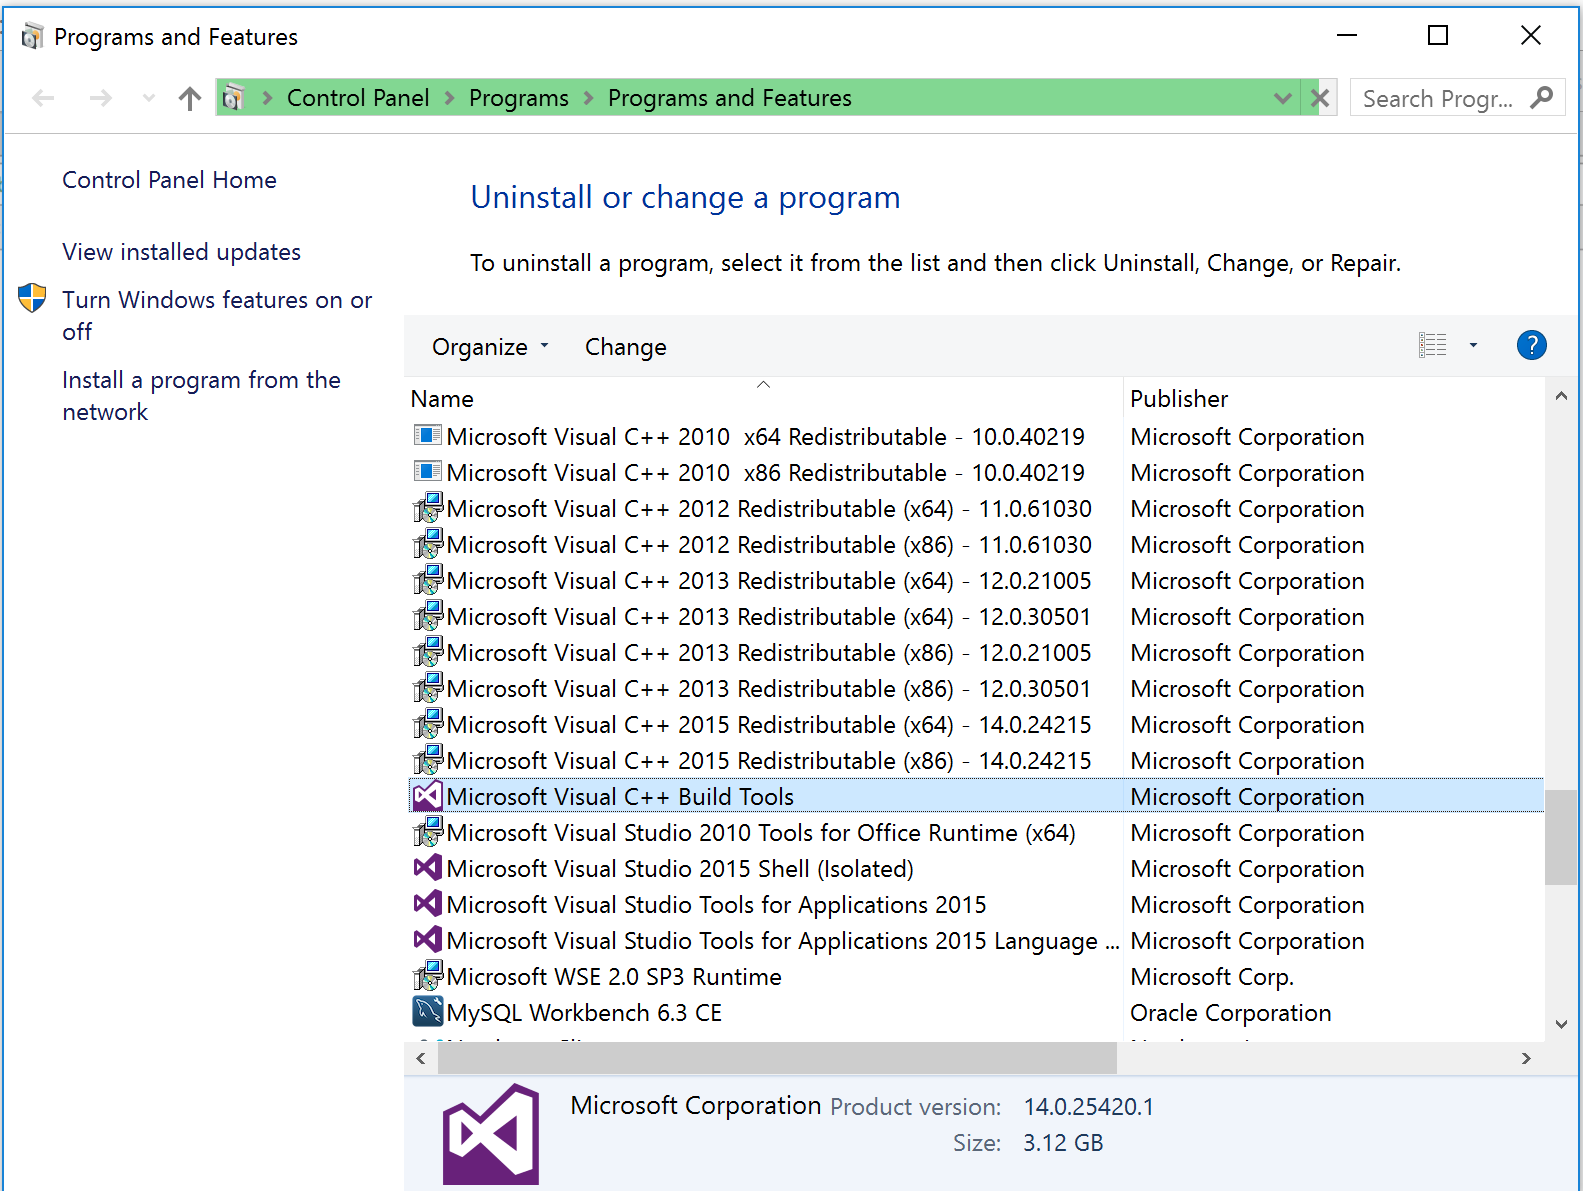 Programs and Features
Control Panel > Programs > Programs and Features
Search Progr...
Control Panel Home
View installed updates
Turn Windows features on or
off
Install a program from the
network
Uninstall or change a program
To uninstall a program, select it from the list and then click Uninstall, Change, or Repair.
Organize Change ?
Name Publisher
Microsoft Visual C++ 2010  x64 Redistributable - 10.0.40219 Microsoft Corporation
Microsoft Visual C++ 2010  x86 Redistributable - 10.0.40219 Microsoft Corporation
Microsoft Visual C++ 2012 Redistributable (x64) - 11.0.61030 Microsoft Corporation
Microsoft Visual C++ 2012 Redistributable (x86) - 11.0.61030 Microsoft Corporation
Microsoft Visual C++ 2013 Redistributable (x64) - 12.0.21005 Microsoft Corporation
Microsoft Visual C++ 2013 Redistributable (x64) - 12.0.30501 Microsoft Corporation
Microsoft Visual C++ 2013 Redistributable (x86) - 12.0.21005 Microsoft Corporation
Microsoft Visual C++ 2013 Redistributable (x86) - 12.0.30501 Microsoft Corporation
Microsoft Visual C++ 2015 Redistributable (x64) - 14.0.24215 Microsoft Corporation
Microsoft Visual C++ 2015 Redistributable (x86) - 14.0.24215 Microsoft Corporation
Microsoft Visual C++ Build Tools Microsoft Corporation
Microsoft Visual Studio 2010 Tools for Office Runtime (x64) Microsoft Corporation
Microsoft Visual Studio 2015 Shell (Isolated) Microsoft Corporation
Microsoft Visual Studio Tools for Applications 2015 Microsoft Corporation
Microsoft Visual Studio Tools for Applications 2015 Language ... Microsoft Corporation
Microsoft WSE 2.0 SP3 Runtime Microsoft Corp.
MySQL Workbench 6.3 CE Oracle Corporation
Microsoft Corporation Product version: 14.0.25420.1
Size: 3.12 GB